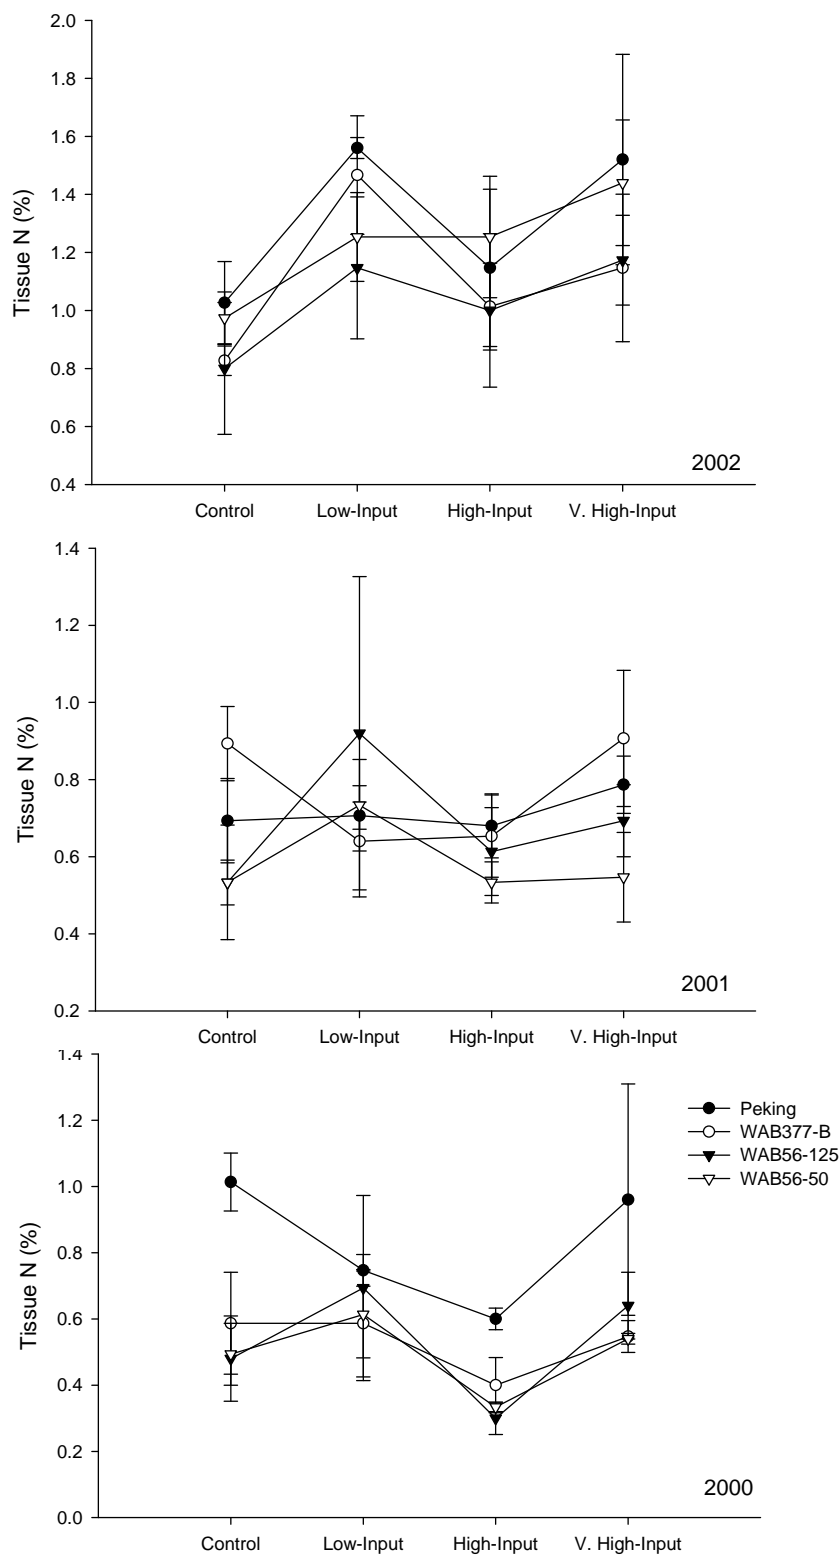 2.0
1.8
1.6
1.4
1.2
1.0
0.8
0.6
0.4
Tissue N (%)
2002
Control Low-Input High-Input V. High-Input
1.4
1.2
1.0
0.8
0.6
0.4
0.2
Tissue N (%)
2001
Control Low-Input High-Input V. High-Input
1.4
1.2
1.0
0.8
0.6
0.4
0.2
0.0
Tissue N (%)
Peking
WAB377-B
WAB56-125
WAB56-50
2000
Control Low-Input High-Input V. High-Input